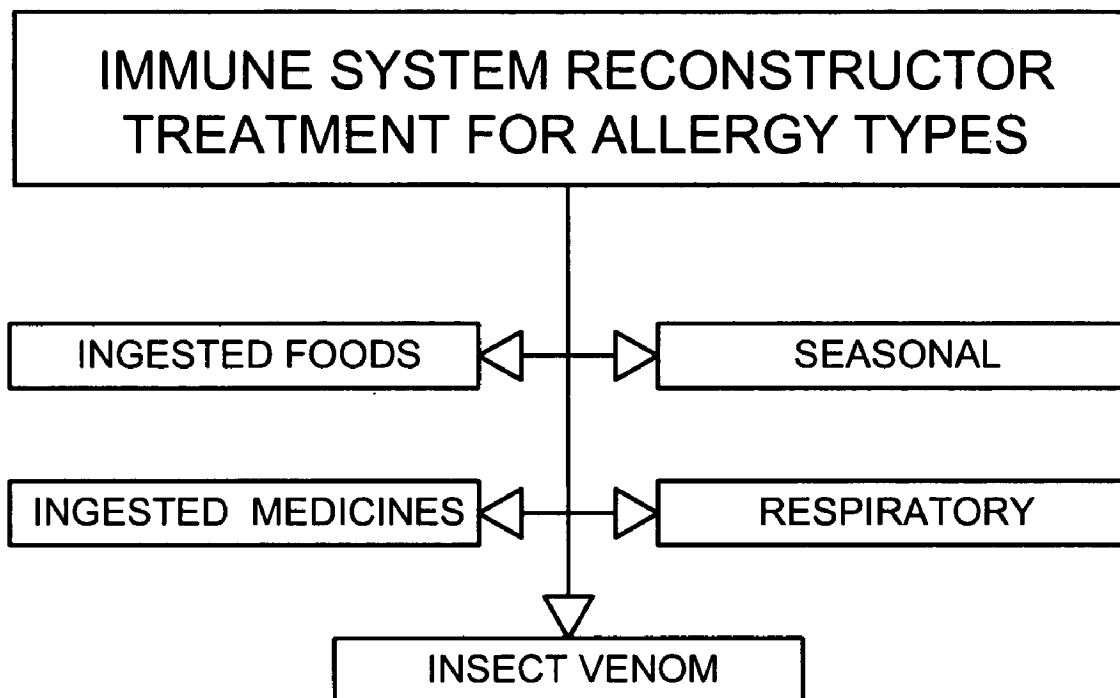 IMMUNE SYSTEM RECONSTRUCTOR
TREATMENT FOR ALLERGY TYPES
INGESTED FOODS
SEASONAL
INGESTED MEDICINES
RESPIRATORY
INSECT VENOM